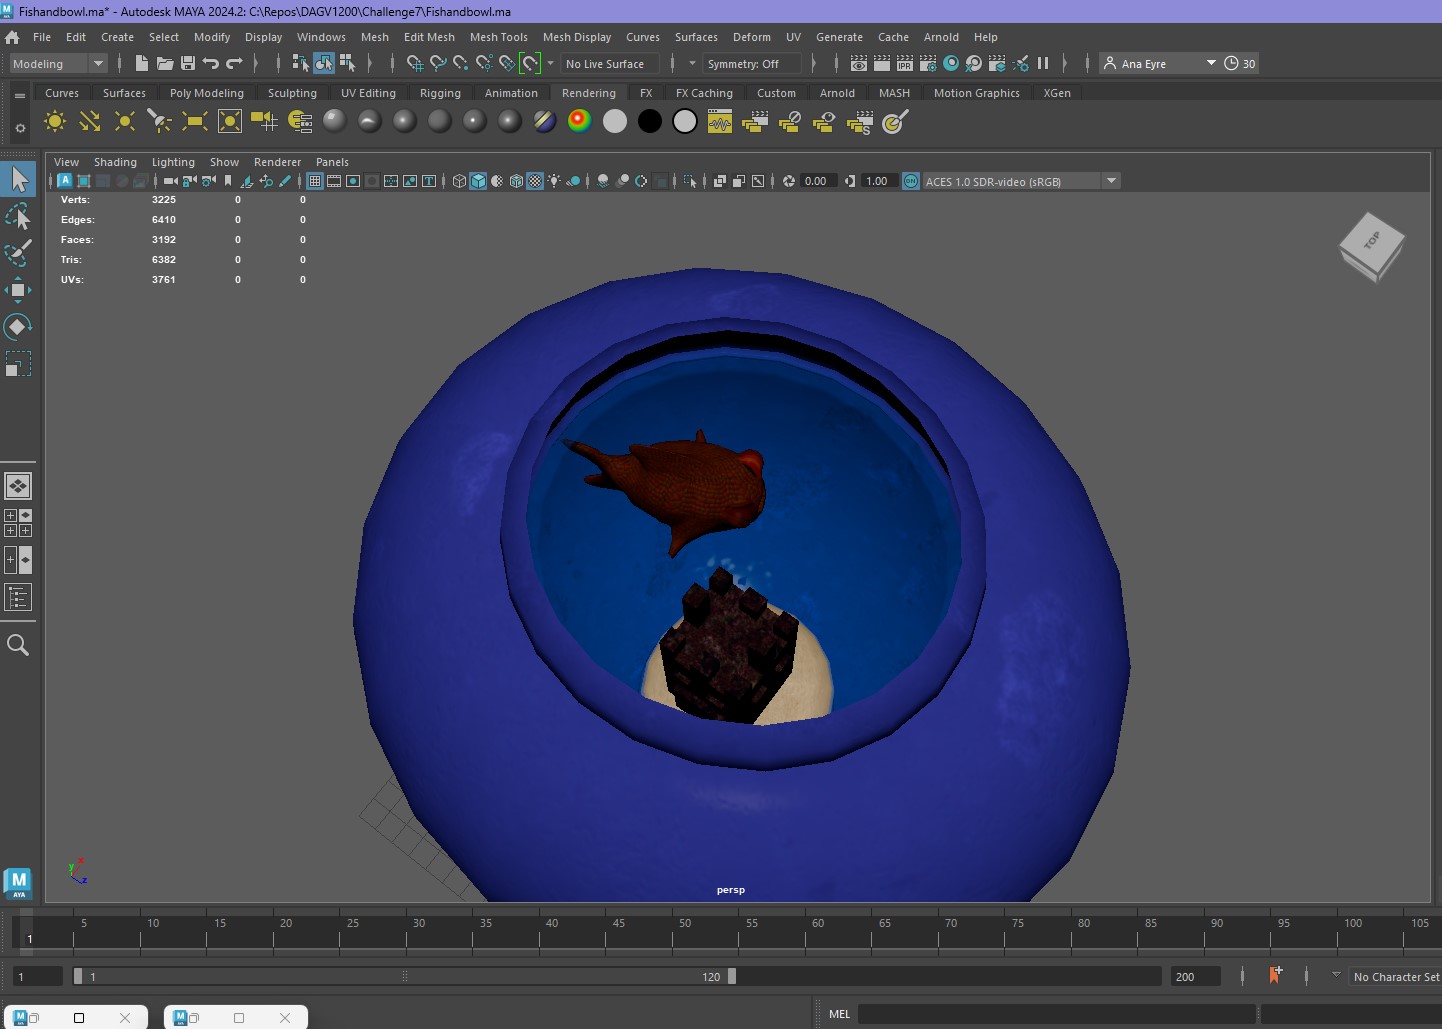 Fishandbowl.ma* - Autodesk MAYA 2024.2: C:\Repos\DAGV1200\Challenge7\Fishandbowl.ma
File Edit Create Select Modify Display Windows Mesh Edit Mesh Mesh Tools Mesh Display Curves Surfaces Deform UV Generate Cache Arnold Help
Modeling No Live Surface Symmetry: Off IPR Ana Eyre 30
Curves Surfaces Poly Modeling Sculpting UV Editing Rigging Animation Rendering FX FX Caching Custom Arnold MASH Motion Graphics XGen
View Shading Lighting Show Renderer Panels
0.00 1.00 ON ACES 1.0 SDR-video (sRGB)
Verts: 3225 0 0
Edges: 6410 0 0
Faces: 3192 0 0
Tris: 6382 0 0
UVs: 3761 0 0
TOP
y x z
persp
M AYA
5 10 15 20 25 30 35 40 45 50 55 60 65 70 75 80 85 90 95 100 105
1
1 1 120 200 No Character Set
MEL